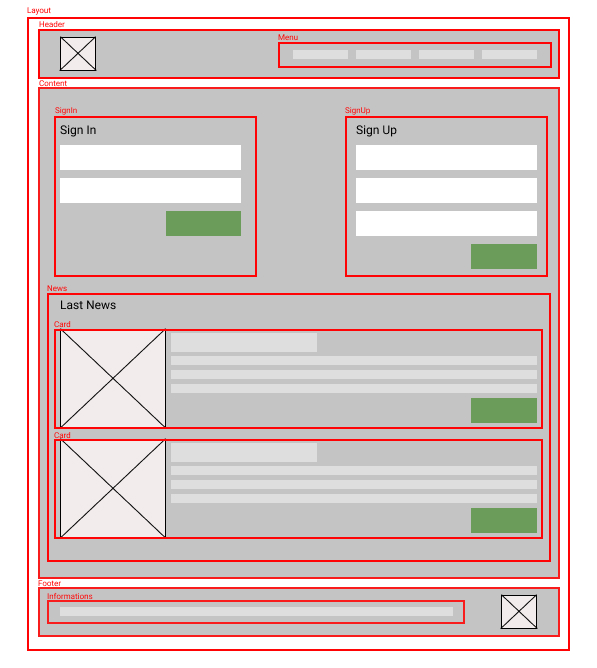 Layout
Header
Menu
Content
SignIn
Sign In
SignUp
Sign Up
News
Last News
Card
Card
Footer
Informations